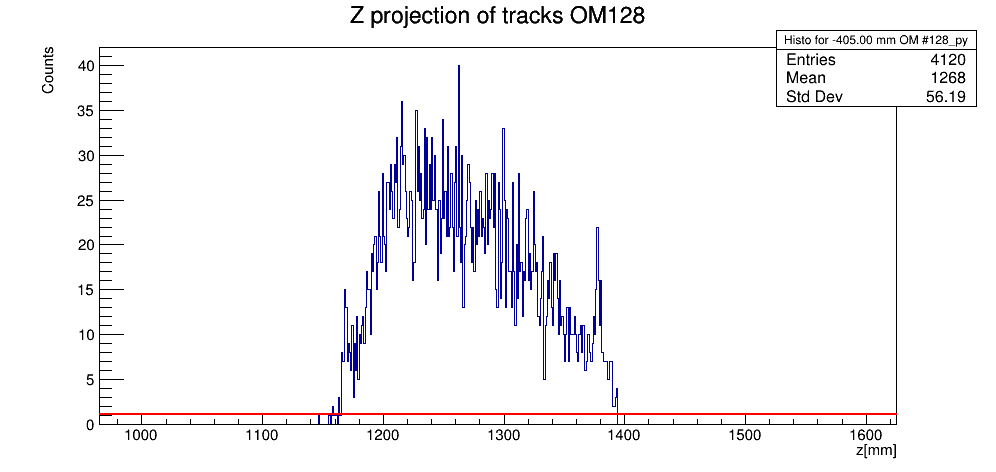 Z projection of tracks OM128
Histo for -405.00 mm OM #128_py
Entries 4120
Mean 1268
Std Dev 56.19
Counts
40
35
30
25
20
15
10
5
0
1000 1100 1200 1300 1400 1500 1600
z[mm]